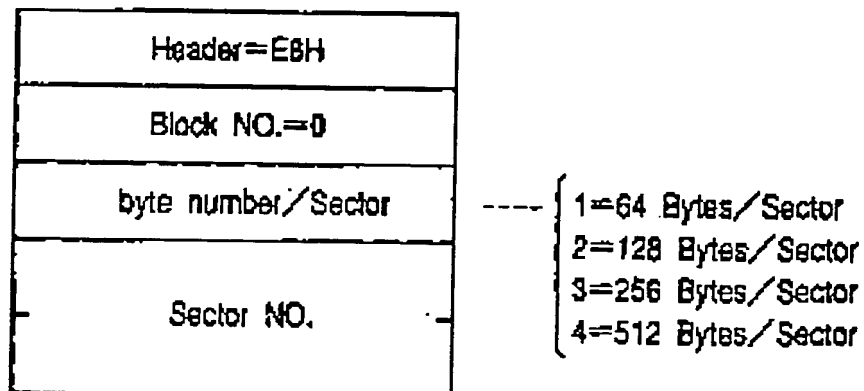 Header=E8H
Block NO.=0
byte number/Sector
Sector NO.
1=64 Bytes/Sector
2=128 Bytes/Sector
3=256 Bytes/Sector
4=512 Bytes/Sector